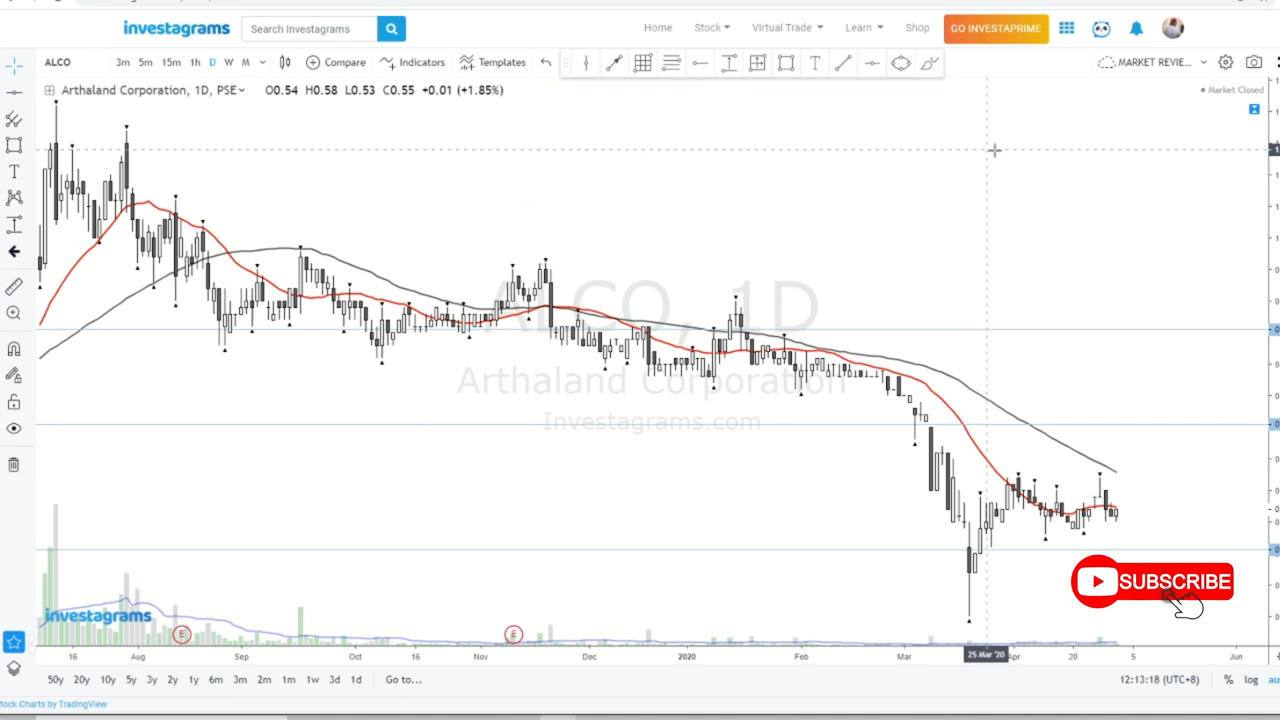 investagrams
Search Investagrams
Home
Stock
Virtual Trade
Learn
Shop
GO INVESTAPRIME
ALCO
3m 5m 15m 1h D W M
Compare
Indicators
Templates
MARKET REVIE...
Arthaland Corporation, 1D, PSE
O0.54 H0.58 L0.53 C0.55 +0.01 (+1.85%)
Market Closed
ALCO, 1D
Arthaland Corporation
Investagrams.com
SUBSCRIBE
investagrams
E
E
16 Aug Sep Oct 16 Nov Dec 2020 Feb Mar 25 Mar '20 Apr 20 5 Jun
50y 20y 10y 5y 3y 2y 1y 6m 3m 2m 1m 1w 3d 1d Go to...
12:13:18 (UTC+8) % log
tock Charts by TradingView